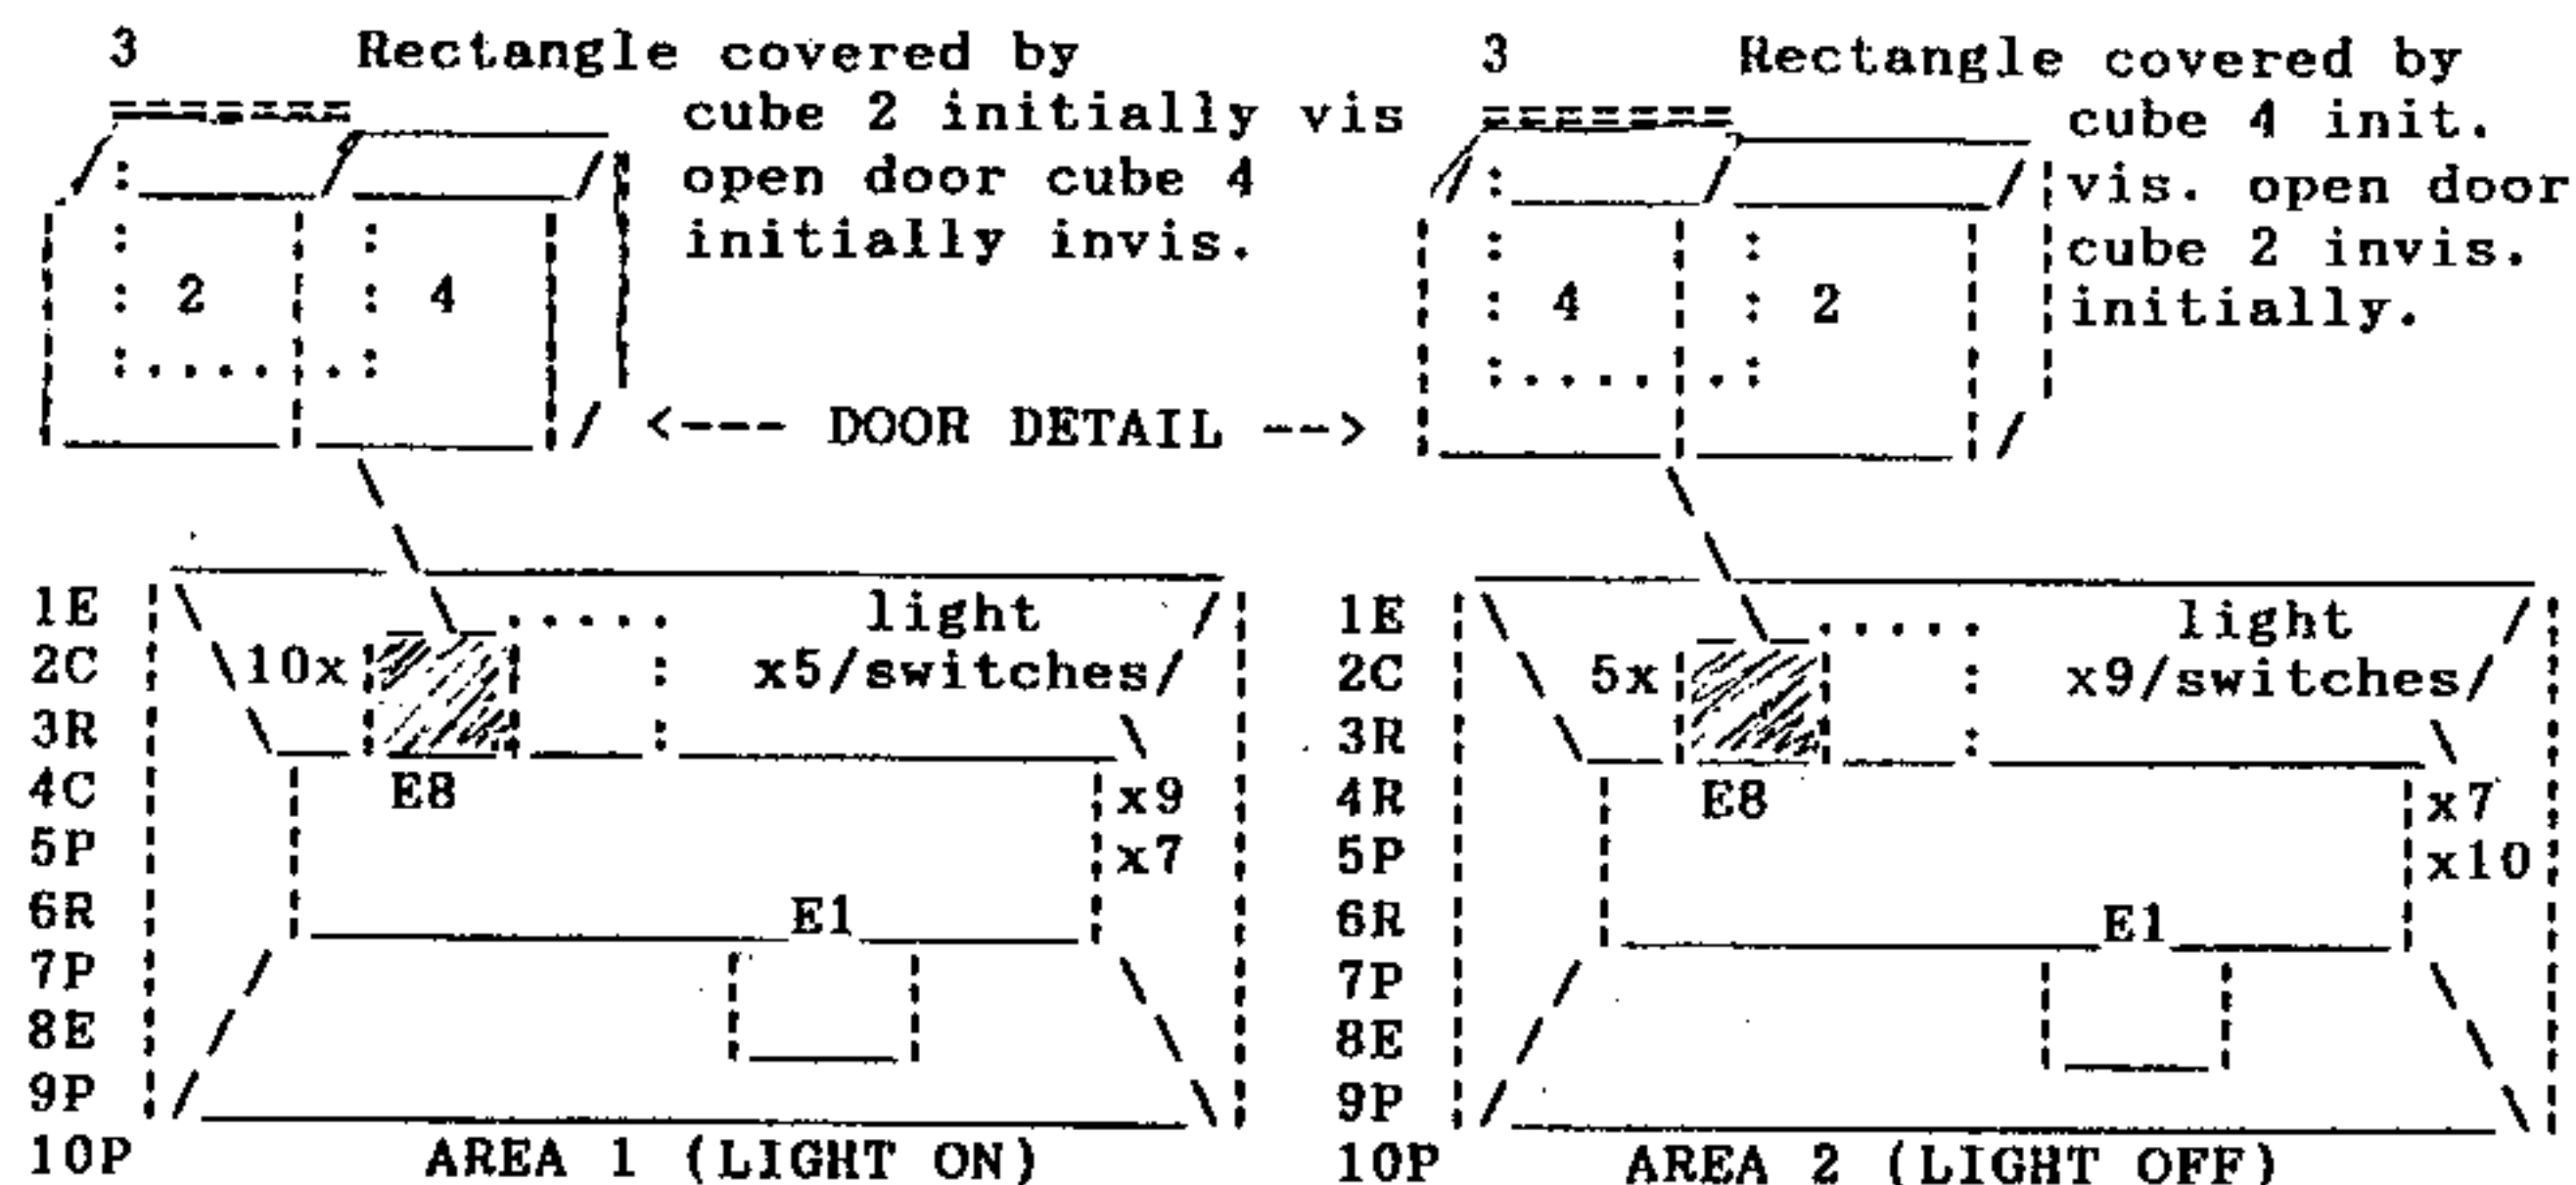 3 Rectangle covered by
cube 2 initially vis
open door cube 4
initially invis.
2 4
3 Rectangle covered by
cube 4 init.
vis. open door
cube 2 invis.
initially.
4 2
<--- DOOR DETAIL -->
1E
2C
3R
4C
5P
6R
7P
8E
9P
10P
light
10x x5/switches
E8
x9
x7
E1
AREA 1 (LIGHT ON)
1E
2C
3R
4R
5P
6R
7P
8E
9P
10P
light
5x x9/switches
E8
x7
x10
E1
AREA 2 (LIGHT OFF)